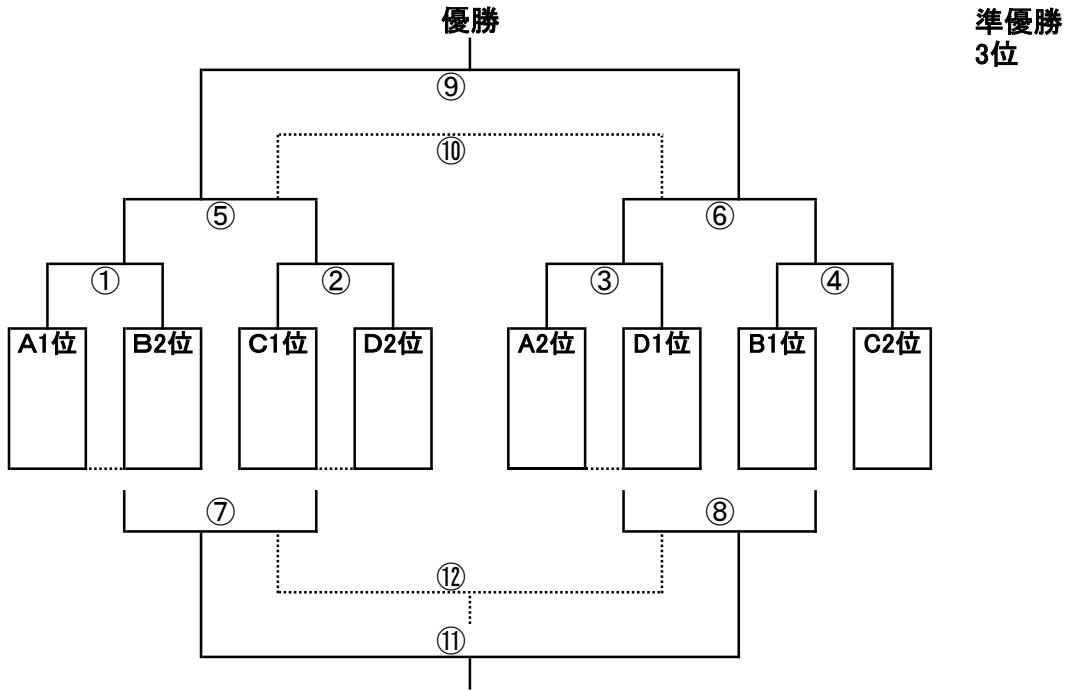 優勝
準優勝
3位
⑨
⑩
⑤
⑥
①
②
③
④
A1位
B2位
C1位
D2位
A2位
D1位
B1位
C2位
⑦
⑧
⑫
⑪